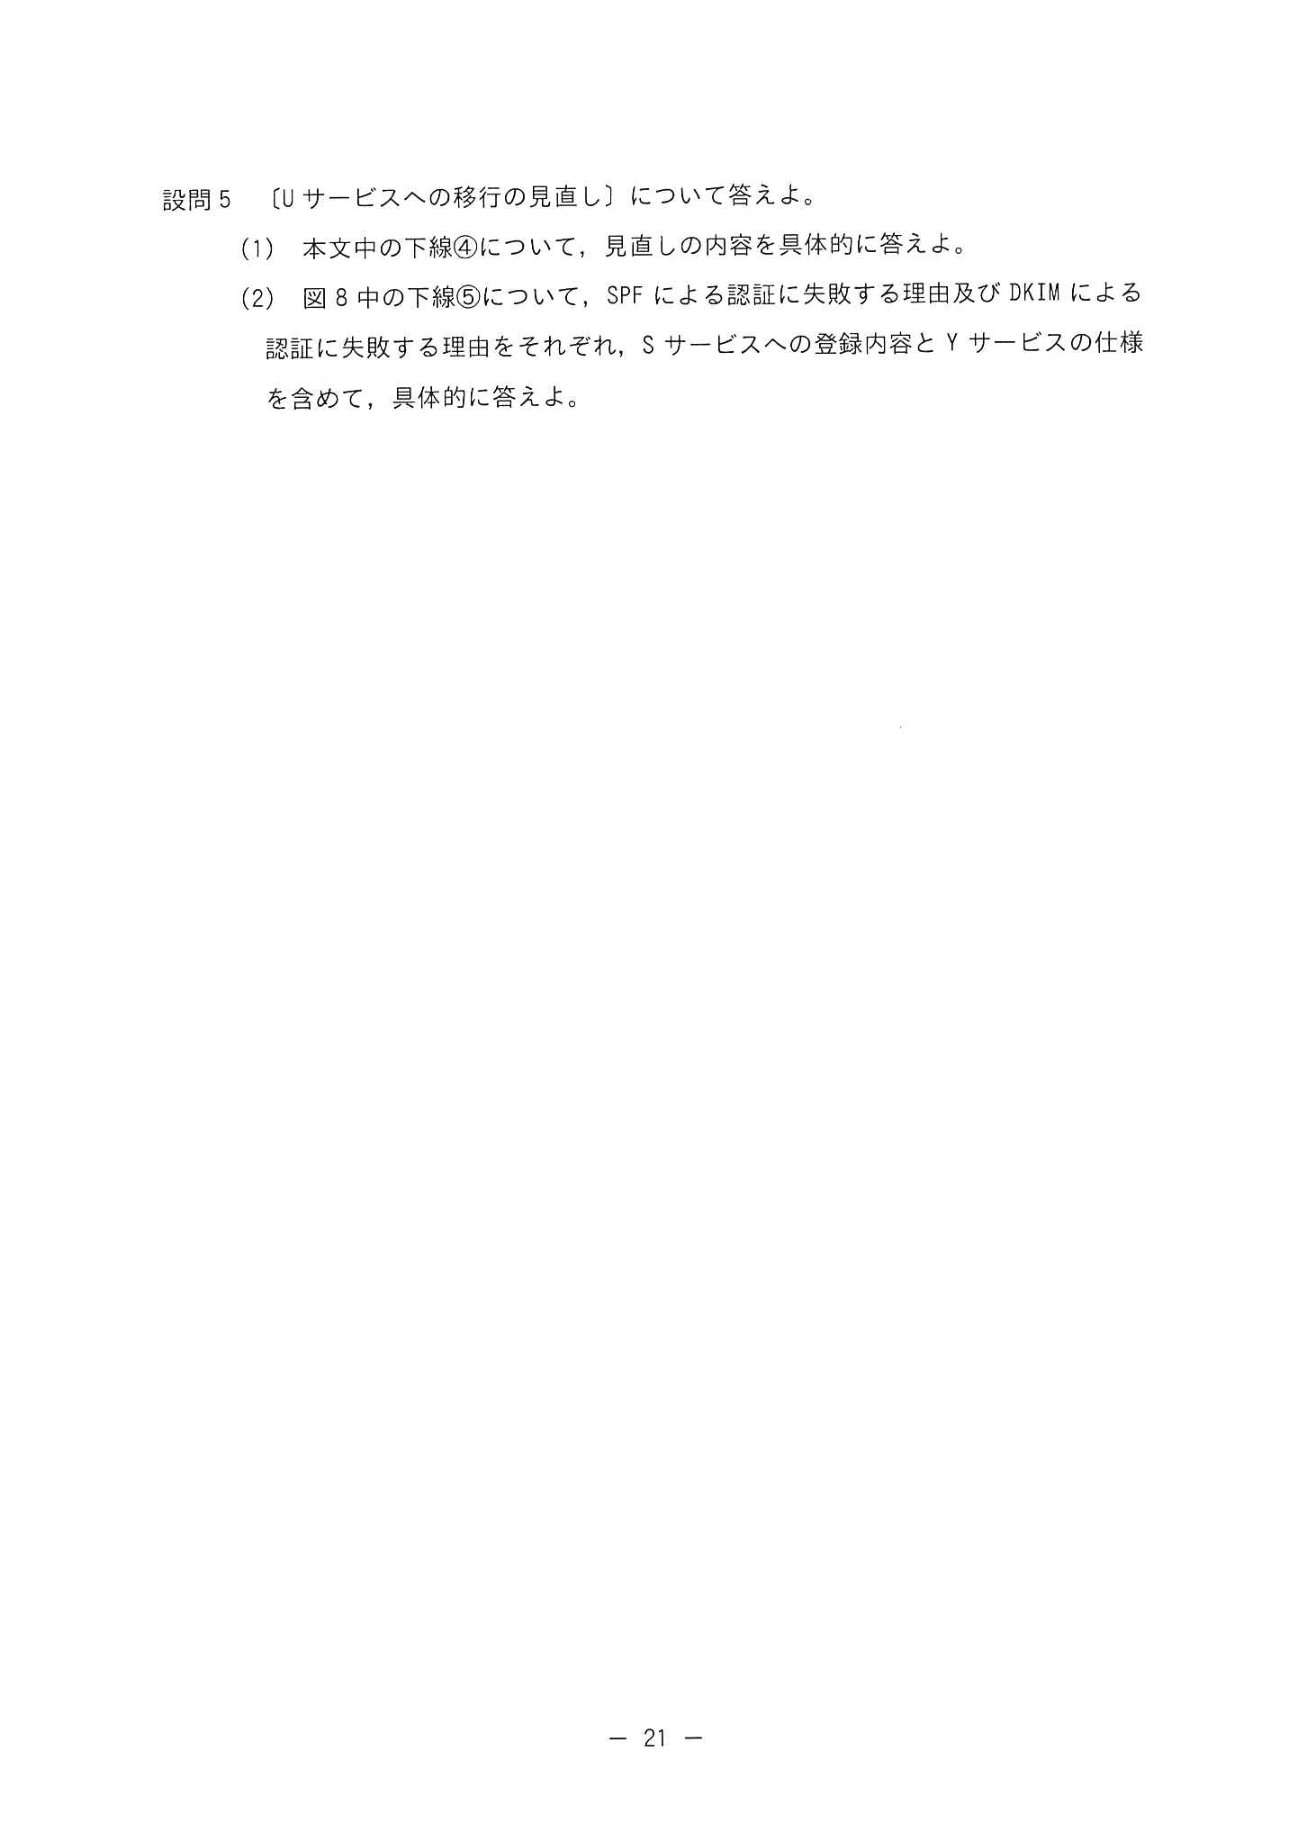 設問5 〔Uサービスへの移行の見直し〕について答えよ。
(1) 本文中の下線④について，見直しの内容を具体的に答えよ。
(2) 図8中の下線⑤について，SPFによる認証に失敗する理由及びDKIMによる
認証に失敗する理由をそれぞれ，Sサービスへの登録内容とYサービスの仕様
を含めて，具体的に答えよ。
― 21 ―